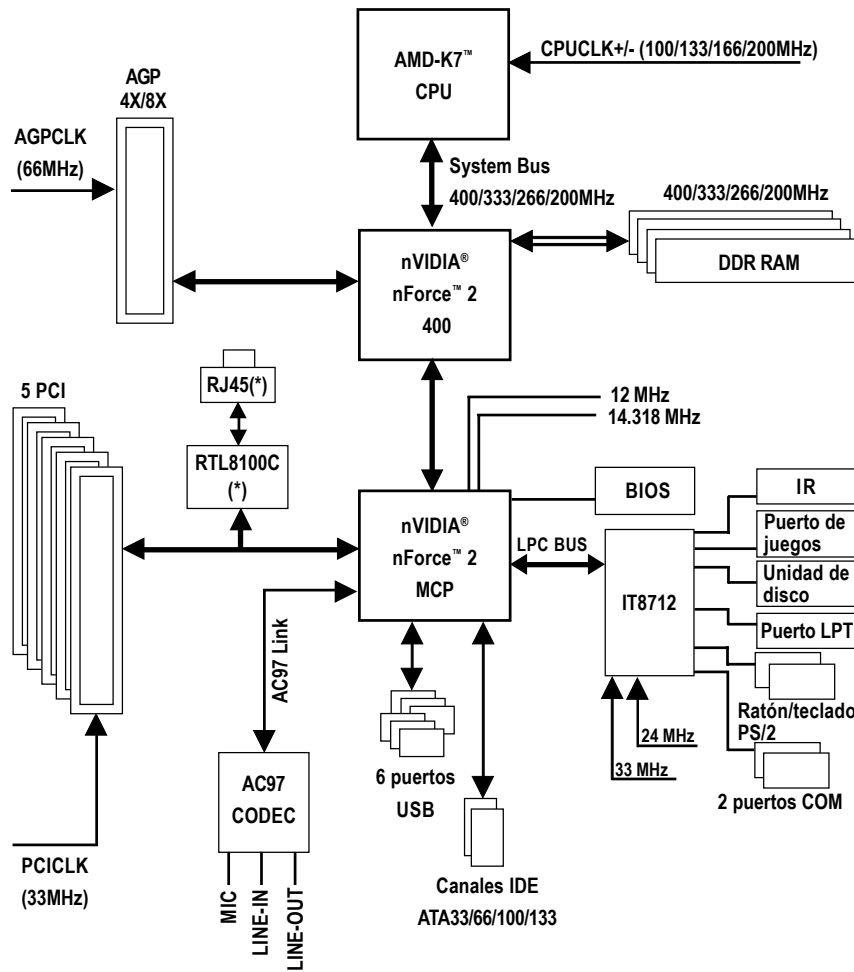 AMD-K7™
CPU
CPUCLK+/- (100/133/166/200MHz)
AGP
4X/8X
AGPCLK
(66MHz)
System Bus
400/333/266/200MHz
400/333/266/200MHz
DDR RAM
nVIDIA®
nForce™ 2
400
5 PCI
RJ45(*)
RTL8100C
(*)
12 MHz
14.318 MHz
nVIDIA®
nForce™ 2
MCP
BIOS
LPC BUS
IT8712
IR
Puerto de
juegos
Unidad de
disco
Puerto LPT
Ratón/teclado
PS/2
2 puertos COM
24 MHz
33 MHz
AC97 Link
AC97
CODEC
MIC
LINE-IN
LINE-OUT
6 puertos
USB
Canales IDE
ATA33/66/100/133
PCICLK
(33MHz)